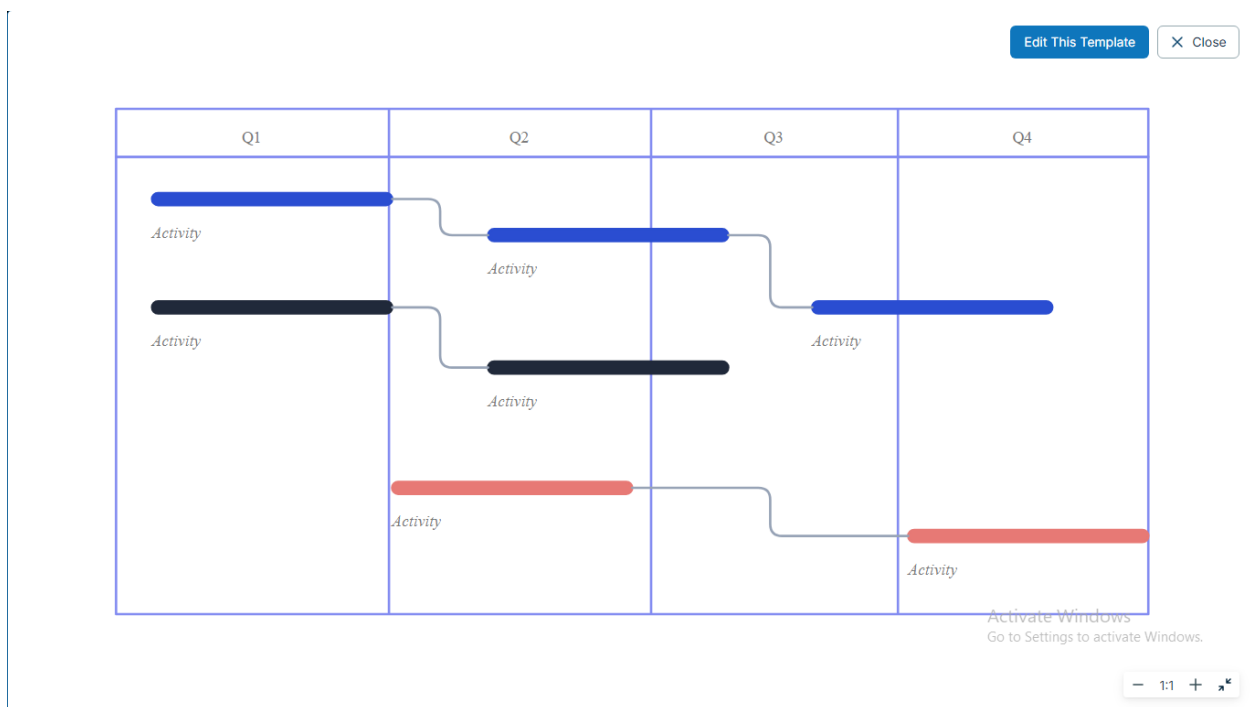 Edit This Template
Close
Q1 Q2 Q3 Q4
Activity
Activity
Activity
Activity
Activity
Activity
Activity
Activate Windows
Go to Settings to activate Windows.
1:1